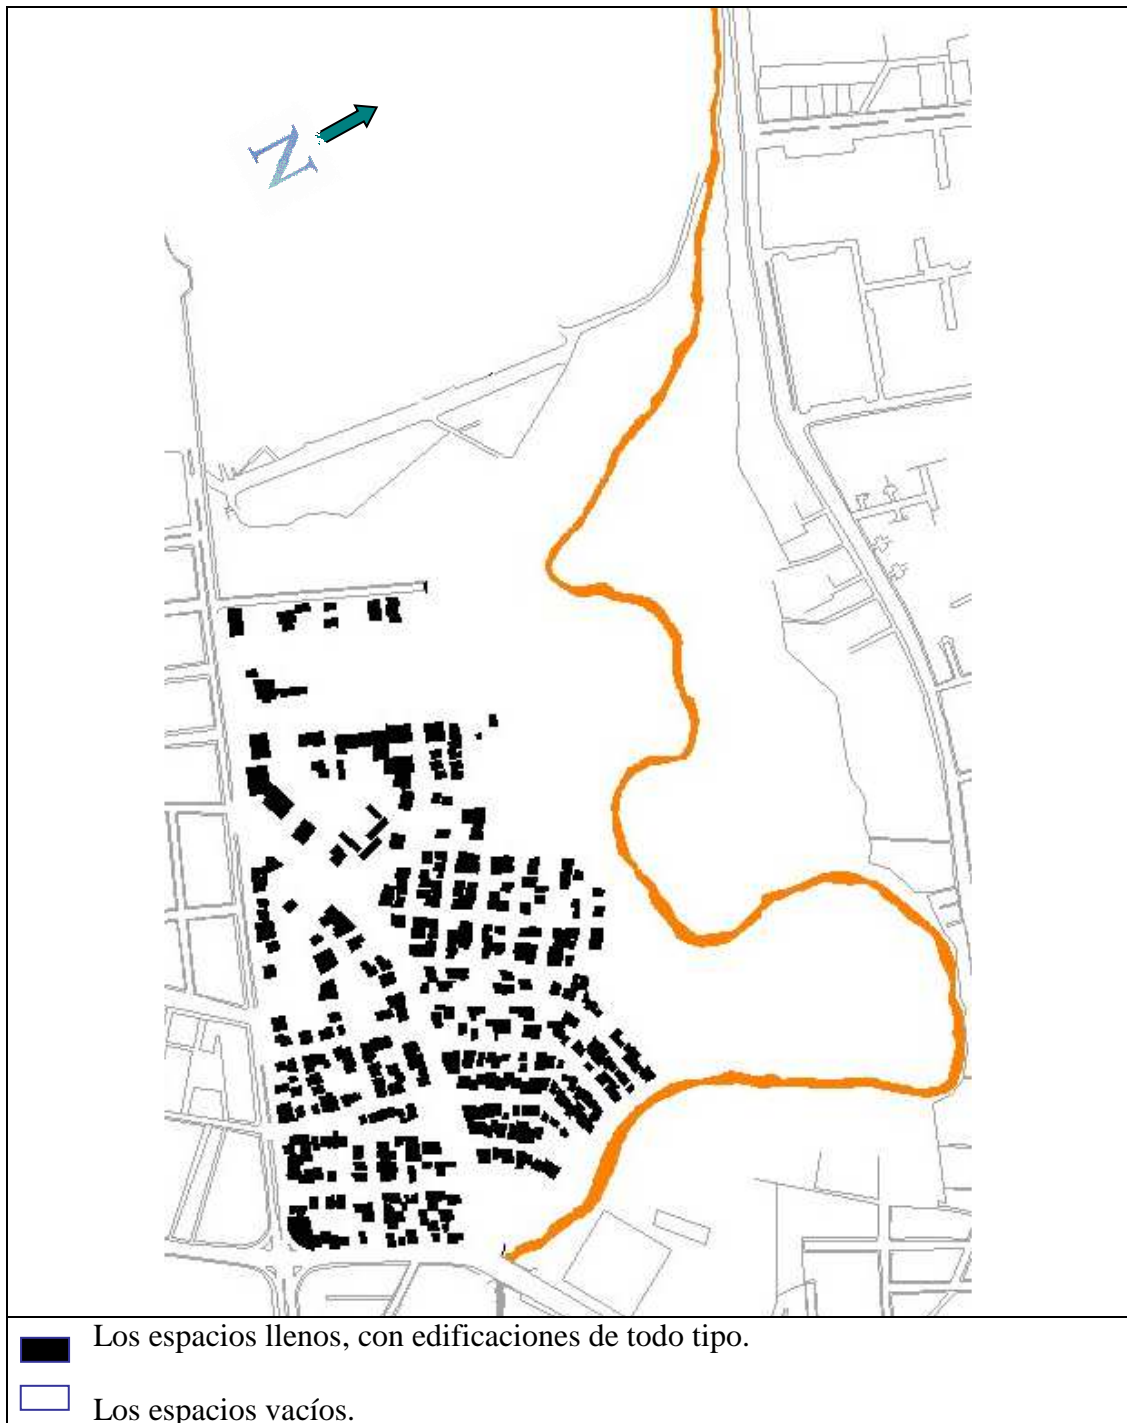 N
Los espacios llenos, con edificaciones de todo tipo.
Los espacios vacíos.